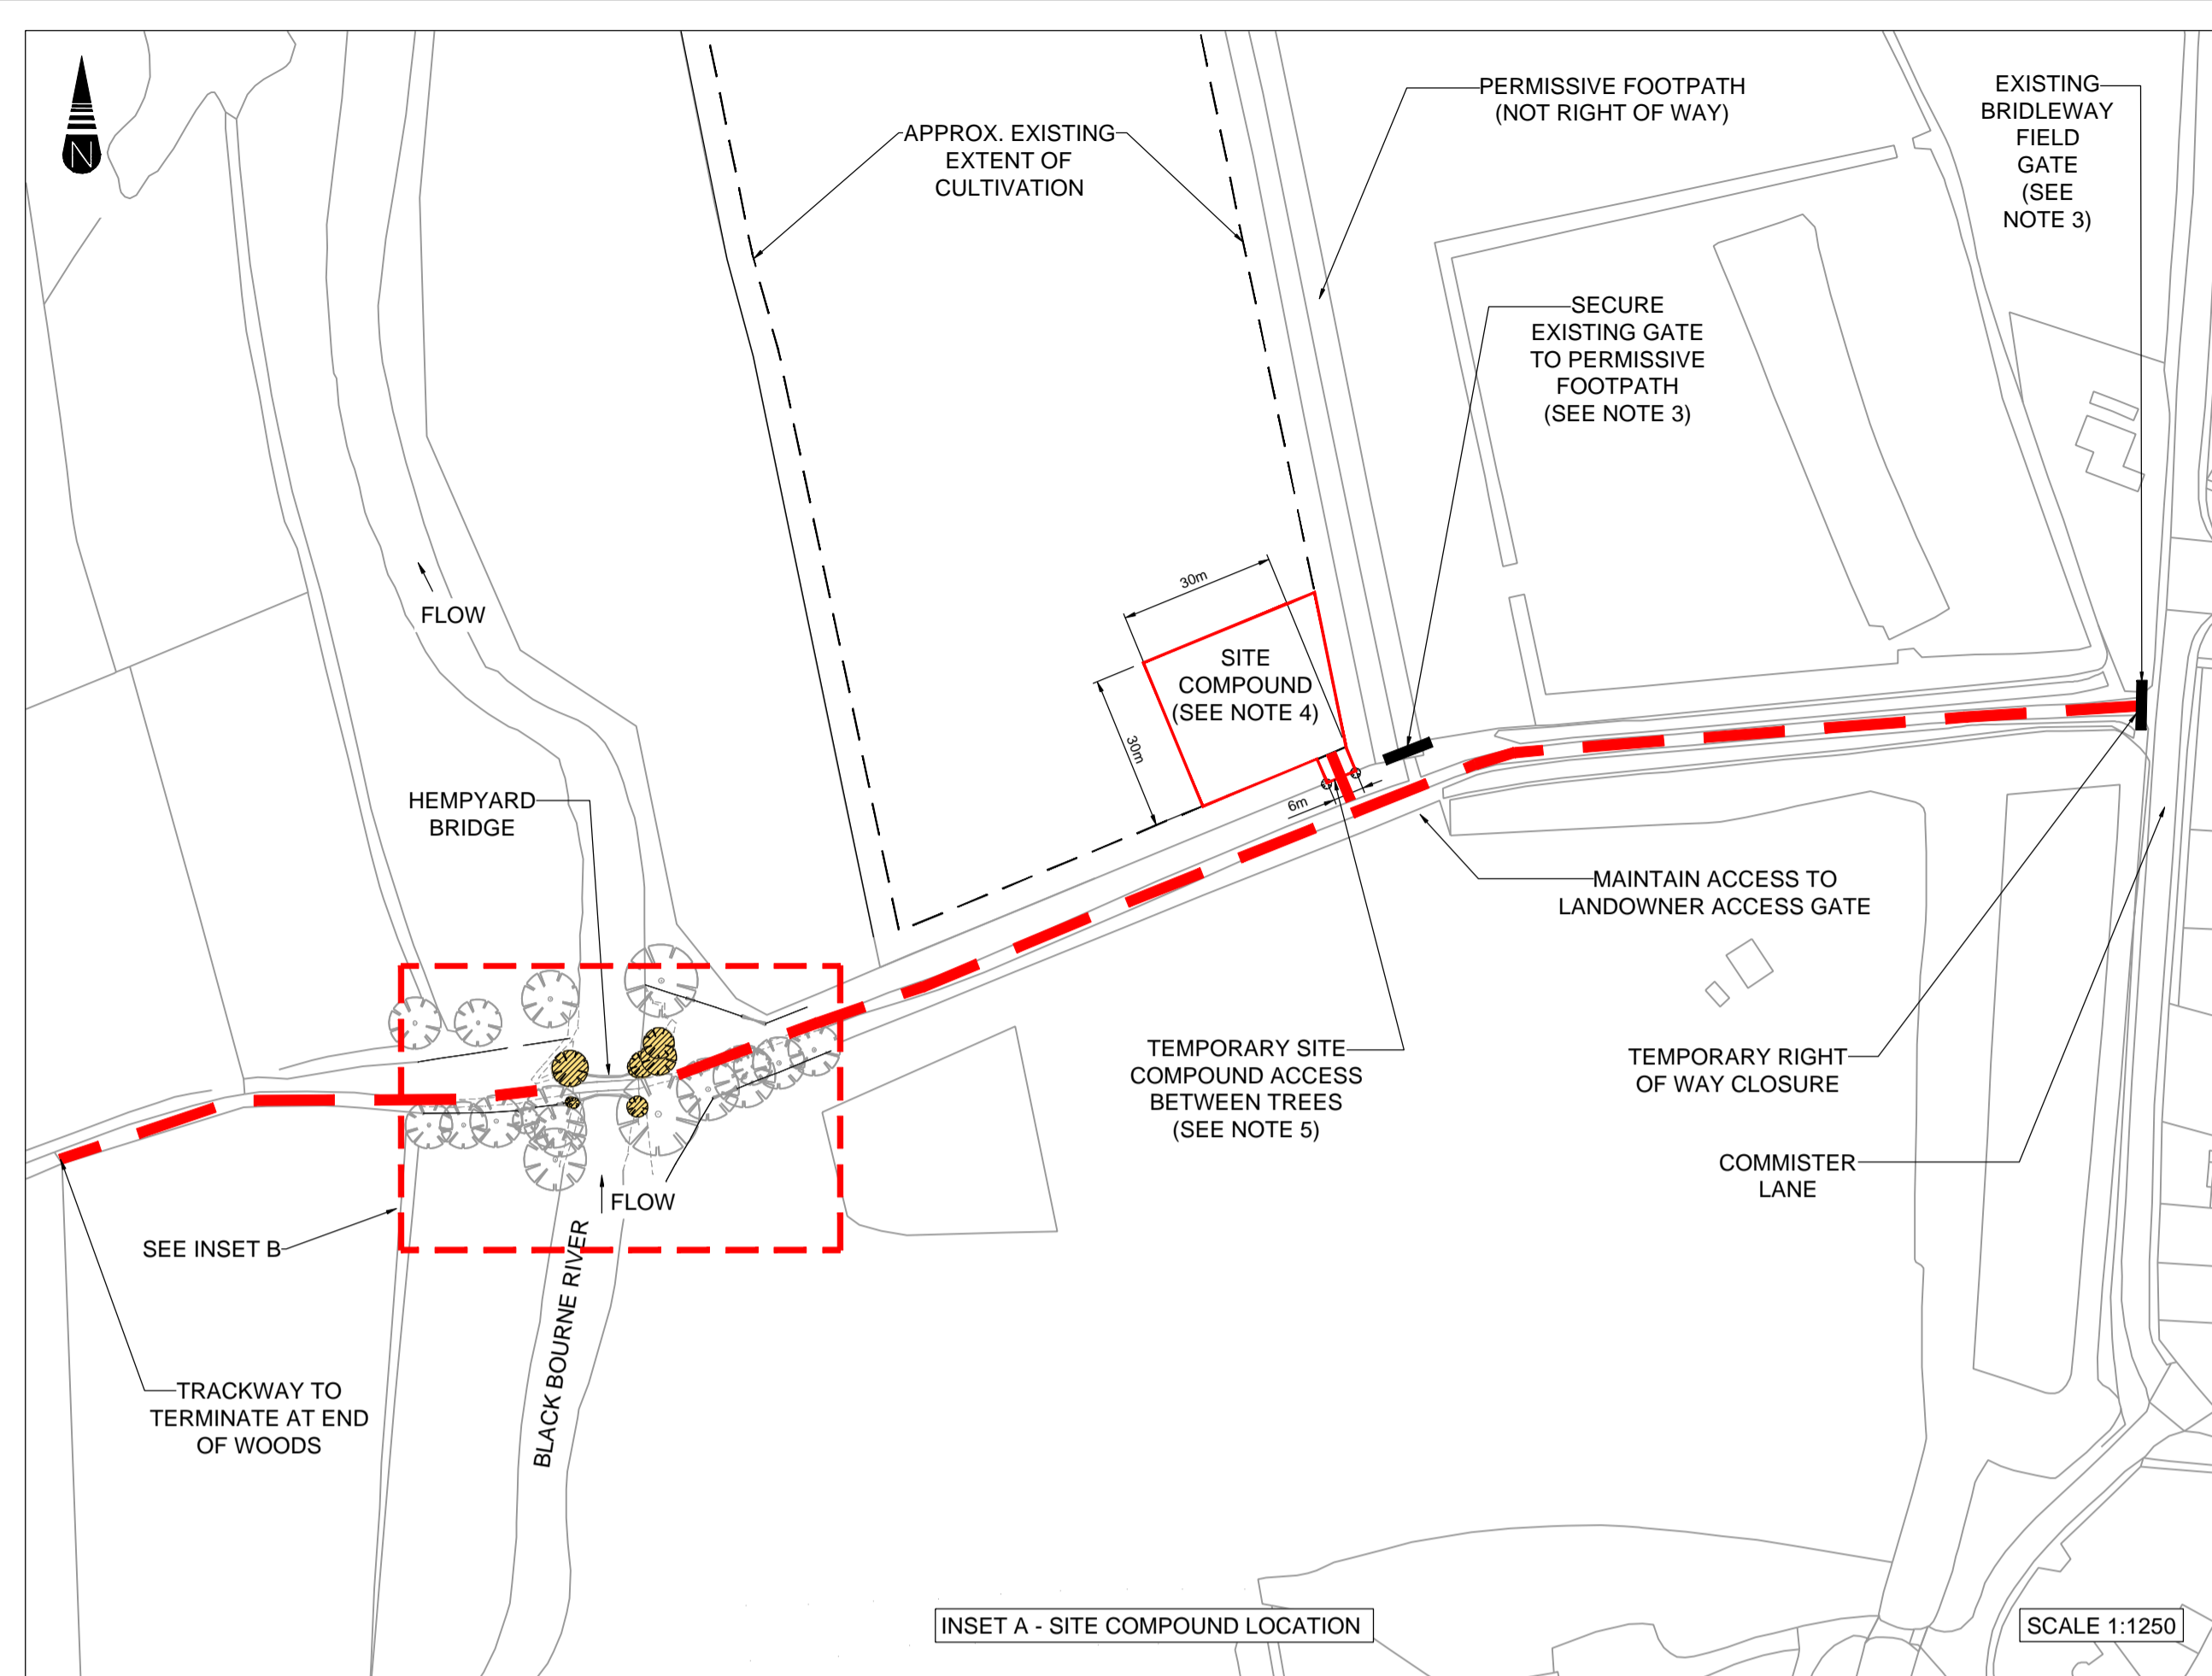 N
PERMISSIVE FOOTPATH
(NOT RIGHT OF WAY)
EXISTING
BRIDLEWAY
FIELD
GATE
(SEE
NOTE 3)
APPROX. EXISTING
EXTENT OF
CULTIVATION
SECURE
EXISTING GATE
TO PERMISSIVE
FOOTPATH
(SEE NOTE 3)
FLOW
30m
SITE
COMPOUND
(SEE NOTE 4)
30m
6m
HEMPYARD
BRIDGE
MAINTAIN ACCESS TO
LANDOWNER ACCESS GATE
TEMPORARY SITE
COMPOUND ACCESS
BETWEEN TREES
(SEE NOTE 5)
TEMPORARY RIGHT
OF WAY CLOSURE
COMMISTER
LANE
FLOW
SEE INSET B
BLACK BOURNE RIVER
TRACKWAY TO
TERMINATE AT END
OF WOODS
INSET A - SITE COMPOUND LOCATION
SCALE 1:1250